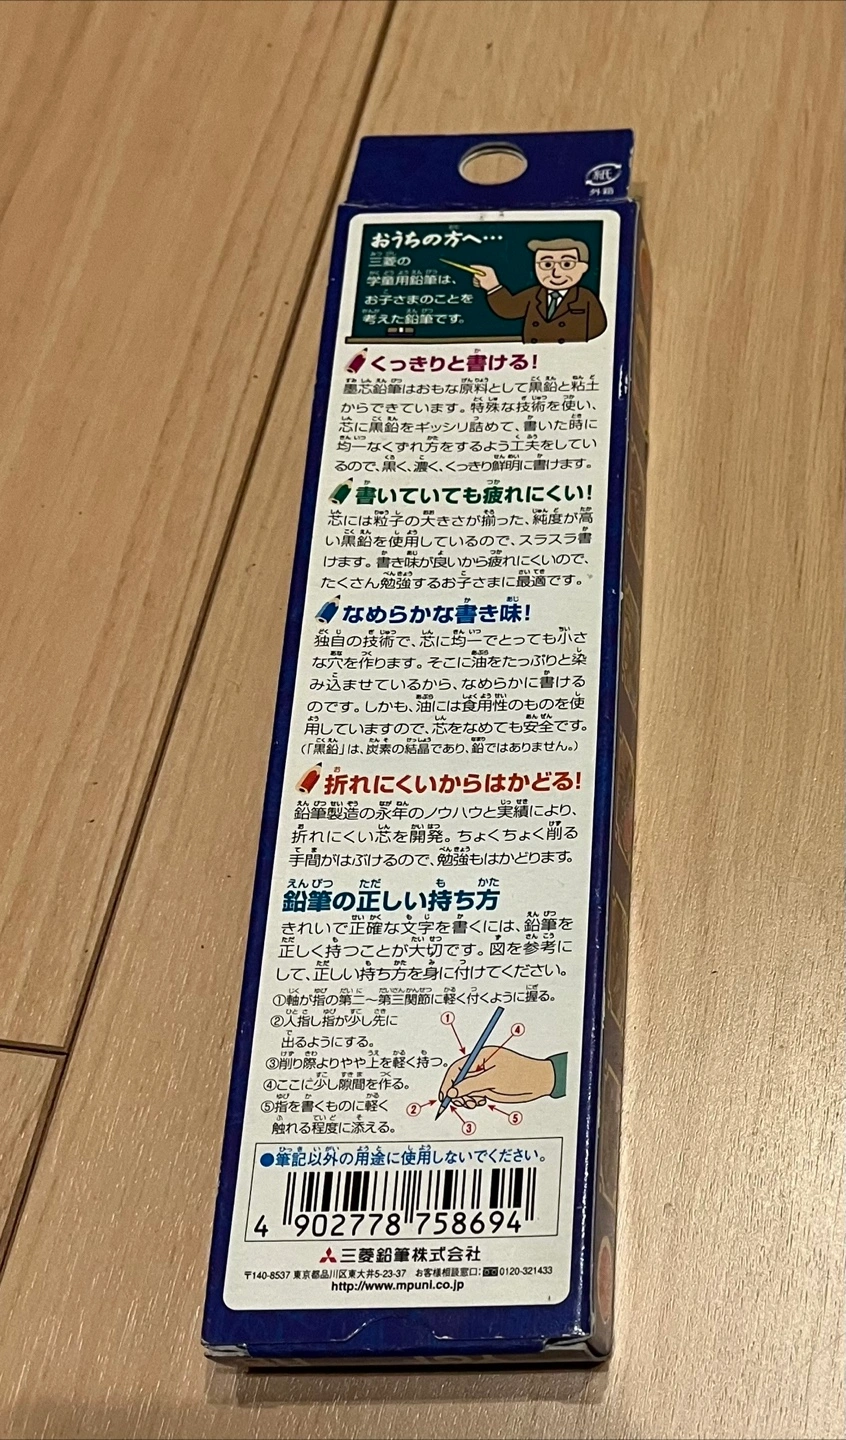 紙
外箱
おうちの方へ…
三菱の
学童用鉛筆は、
お子さまのことを
考えた鉛筆です。
くっきりと書ける!
墨芯鉛筆はおもな原料として黒鉛と粘土
からできています。特殊な技術を使い、
芯に黒鉛をギッシリ詰めて、書いた時に
均一なくずれ方をするよう工夫をしてい
るので、黒く、濃く、くっきり鮮明に書けます。
書いていても疲れにくい!
芯には粒子の大きさが揃った、純度が高
い黒鉛を使用しているので、スラスラ書
けます。書き味が良いから疲れにくいので、
たくさん勉強するお子さまに最適です。
なめらかな書き味!
独自の技術で、芯に均一でとっても小さ
な穴を作ります。そこに油をたっぷりと染
み込ませているから、なめらかに書ける
のです。しかも、油には食用性のものを使
用していますので、芯をなめても安全です。
(「黒鉛」は、炭素の結晶であり、鉛ではありません。)
折れにくいからはかどる!
鉛筆製造の永年のノウハウと実績により、
折れにくい芯を開発。ちょくちょく削る
手間がはぶけるので、勉強もはかどります。
鉛筆の正しい持ち方
きれいで正確な文字を書くには、鉛筆を
正しく持つことが大切です。図を参考に
して、正しい持ち方を身に付けてください。
①軸が指の第二〜第三関節に軽く付くように握る。
②人指し指が少し先に
出るようにする。
③削り際よりやや上を軽く持つ。
④ここに少し隙間を作る。
⑤指を書くものに軽く
触れる程度に添える。
①
④
②
③
⑤
●筆記以外の用途に使用しないでください。
4 902778 758694
三菱鉛筆株式会社
〒140-8537 東京都品川区東大井5-23-37 お客様相談窓口:0120-321433
http://www.mpuni.co.jp